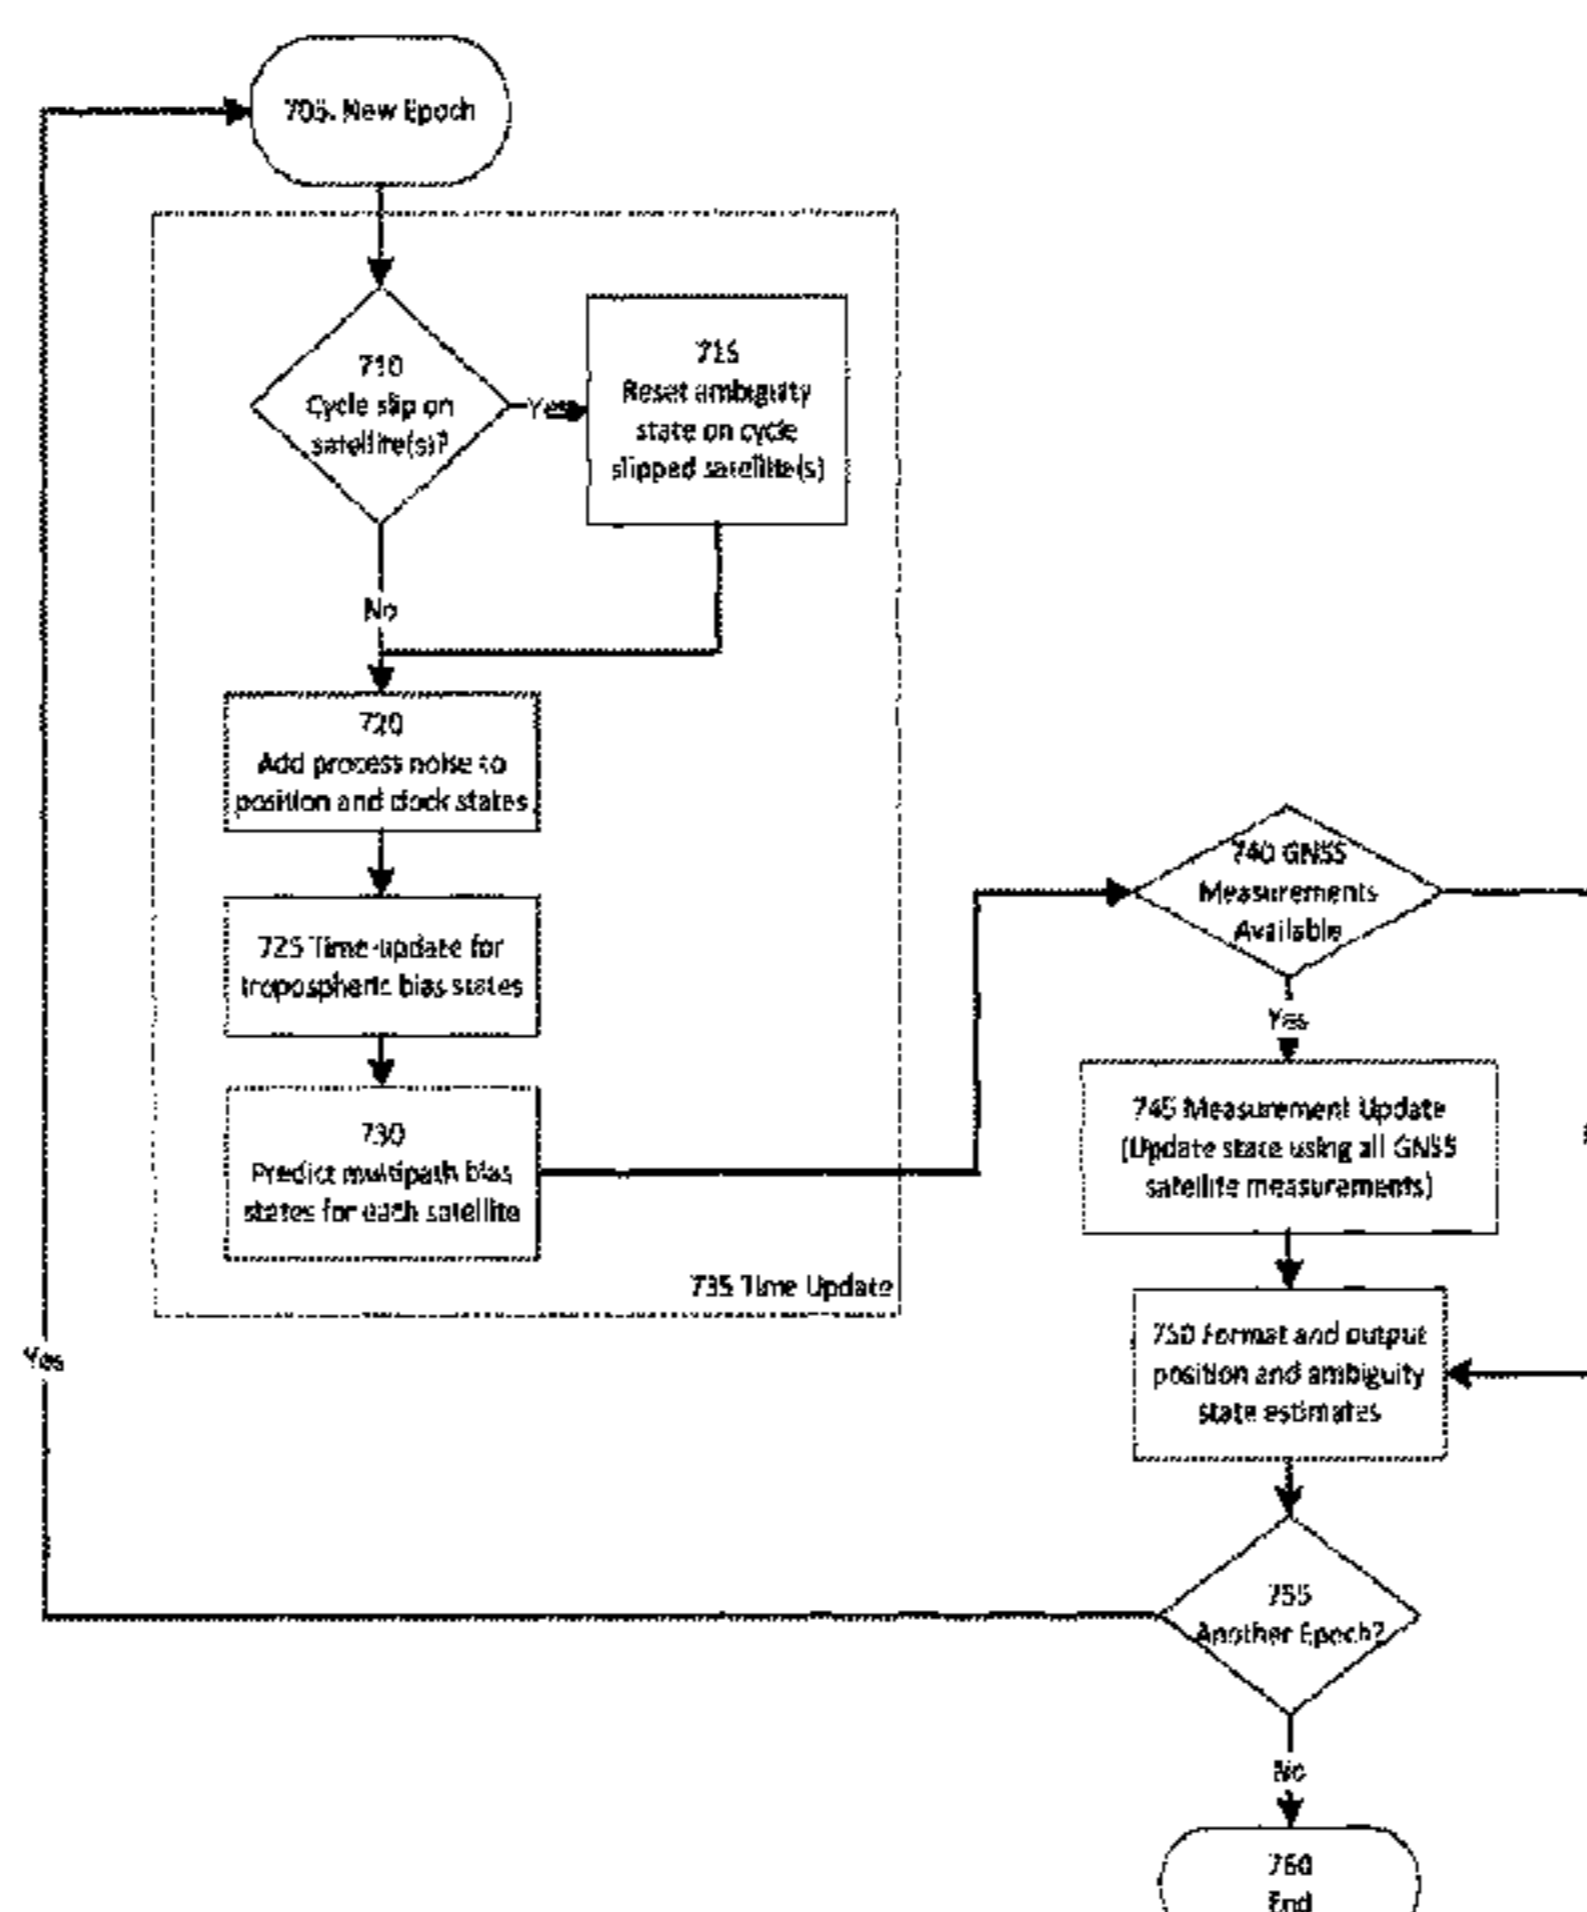 705. New Epoch
710
Cycle slip on
satellite(s)?
Yes
715
Reset ambiguity
state on cycle
slipped satellite(s)
No
720
Add process noise to
position and clock states
725 Time-update for
tropospheric bias states
730
Predict multipath bias
states for each satellite
735 Time Update
740 GNSS
Measurements
Available
Yes
745 Measurement Update
(Update state using all GNSS
satellite measurements)
750 Format and output
position and ambiguity
state estimates
755
Another Epoch?
Yes
No
760
End